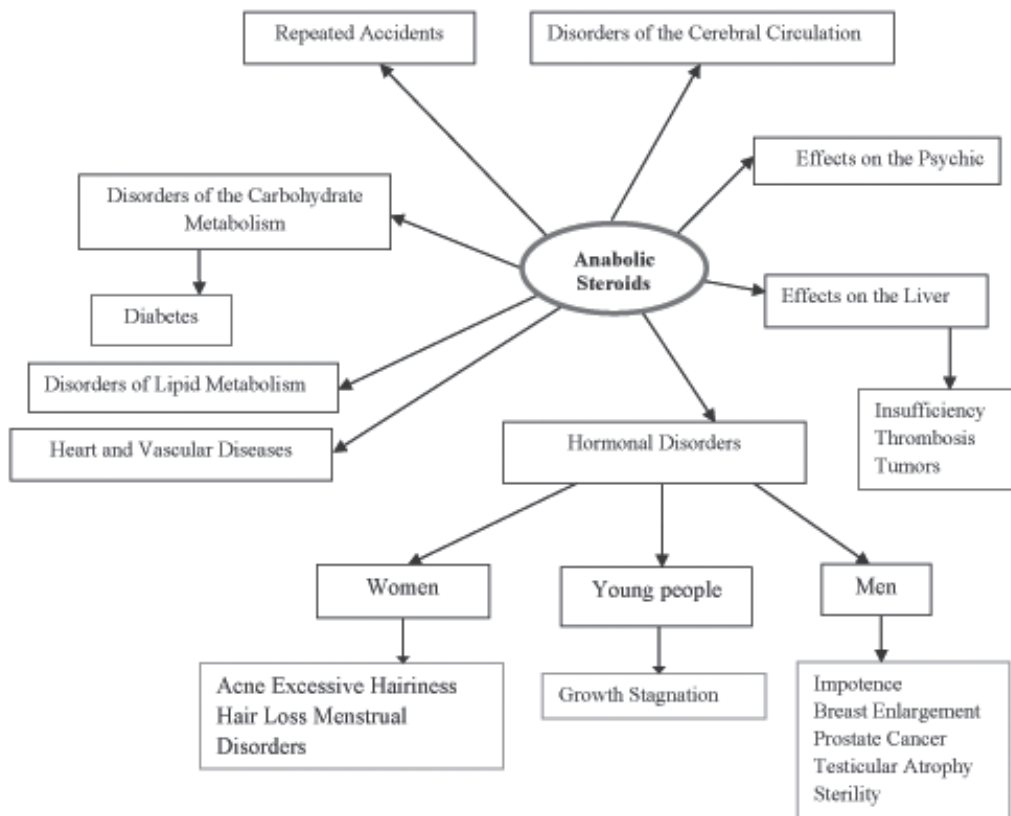 Repeated Accidents
Disorders of the Cerebral Circulation
Effects on the Psychic
Disorders of the Carbohydrate
Metabolism
Anabolic
Steroids
Effects on the Liver
Diabetes
Disorders of Lipid Metabolism
Insufficiency
Thrombosis
Tumors
Heart and Vascular Diseases
Hormonal Disorders
Women
Young people
Men
Acne Excessive Hairiness
Hair Loss Menstrual
Disorders
Growth Stagnation
Impotence
Breast Enlargement
Prostate Cancer
Testicular Atrophy
Sterility